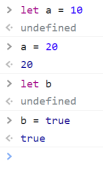 > let a = 10
< undefined
> a = 20
< 20
> let b
< undefined
> b = true
< true
>